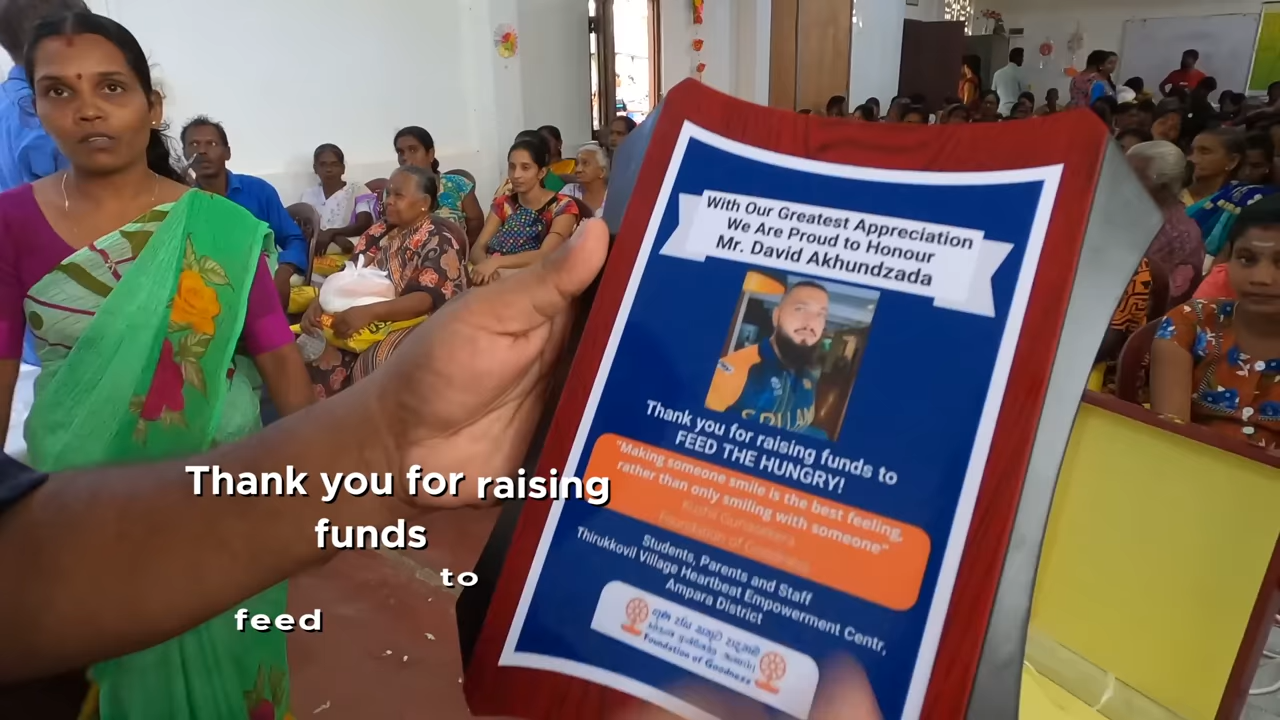 With Our Greatest Appreciation
We Are Proud to Honour
Mr. David Akhundzada
Thank you for raising funds to
FEED THE HUNGRY!
"Making someone smile is the best feeling,
rather than only smiling with someone"
Kushil Gunasekera
Foundation of Goodness
Students, Parents and Staff
Thirukkovil Village Heartbeat Empowerment Centr,
Ampara District
Foundation of Goodness
Thank you for raising
funds
to
feed